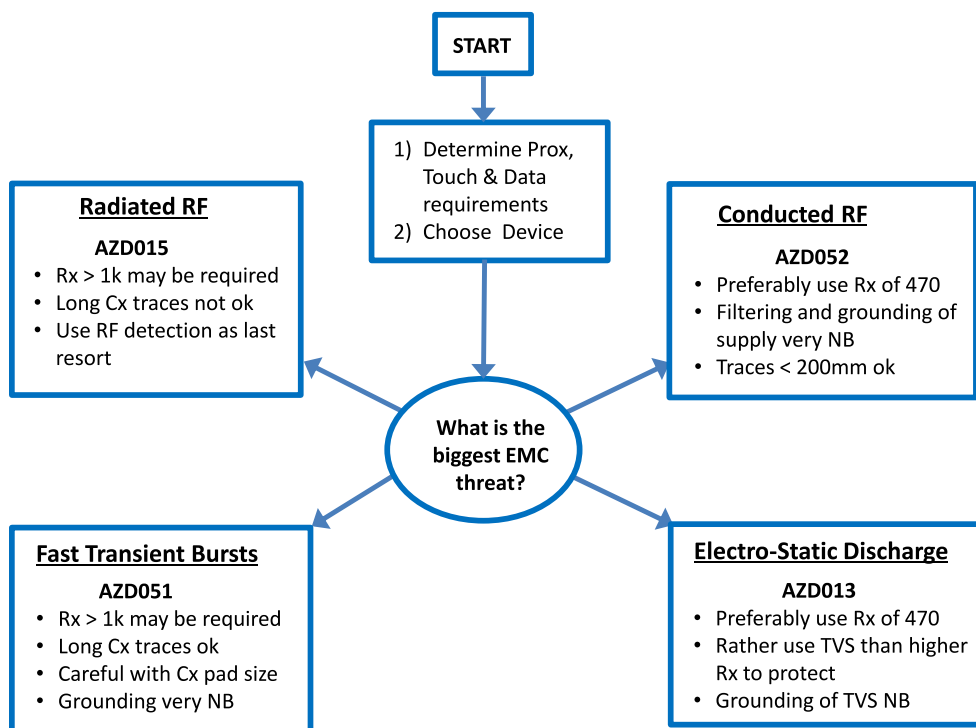 START
1) Determine Prox,
Touch & Data
requirements
2) Choose Device
Radiated RF
AZD015
• Rx > 1k may be required
• Long Cx traces not ok
• Use RF detection as last
resort
Conducted RF
AZD052
• Preferably use Rx of 470
• Filtering and grounding of
supply very NB
• Traces < 200mm ok
What is the
biggest EMC
threat?
Fast Transient Bursts
AZD051
• Rx > 1k may be required
• Long Cx traces ok
• Careful with Cx pad size
• Grounding very NB
Electro-Static Discharge
AZD013
• Preferably use Rx of 470
• Rather use TVS than higher
Rx to protect
• Grounding of TVS NB